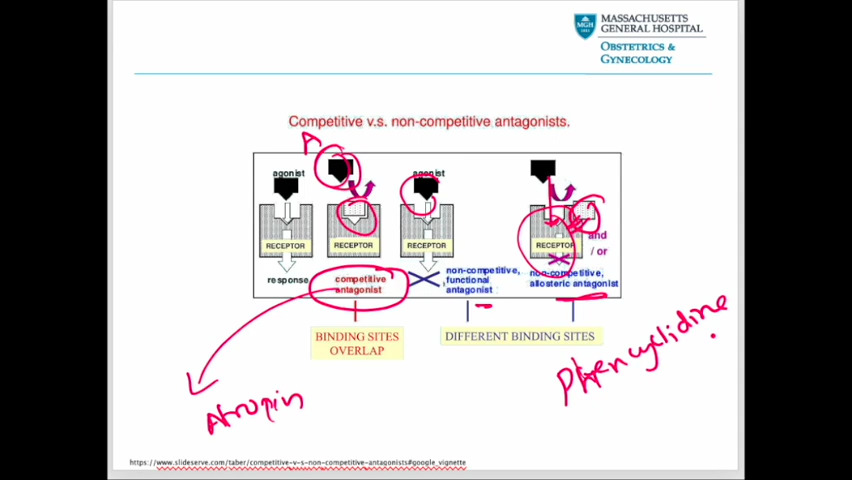 MASSACHUSETTS
GENERAL HOSPITAL
MGH
1811
OBSTETRICS &
GYNECOLOGY
Competitive v.s. non-competitive antagonists.
A
agonist
agonist
RECEPTOR
RECEPTOR
RECEPTOR
RECEPTOR
and
/ or
response
competitive
antagonist
non-competitive,
functional
antagonist
non-competitive,
allosteric antagonist
BINDING SITES
OVERLAP
DIFFERENT BINDING SITES
Phencyclidine
Atropin
https://www.slideserve.com/taber/competitive-v-s-non-competitive-antagonists#google_vignette